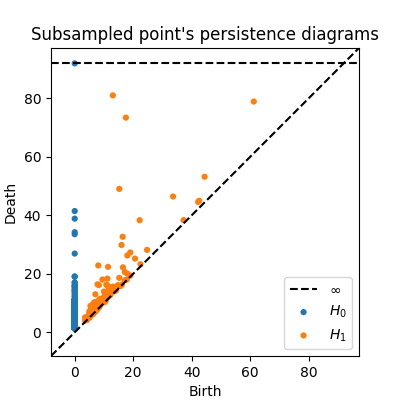 Subsampled point's persistence diagrams
Death
80
60
40
20
0
∞
H₀
H₁
0 20 40 60 80
Birth